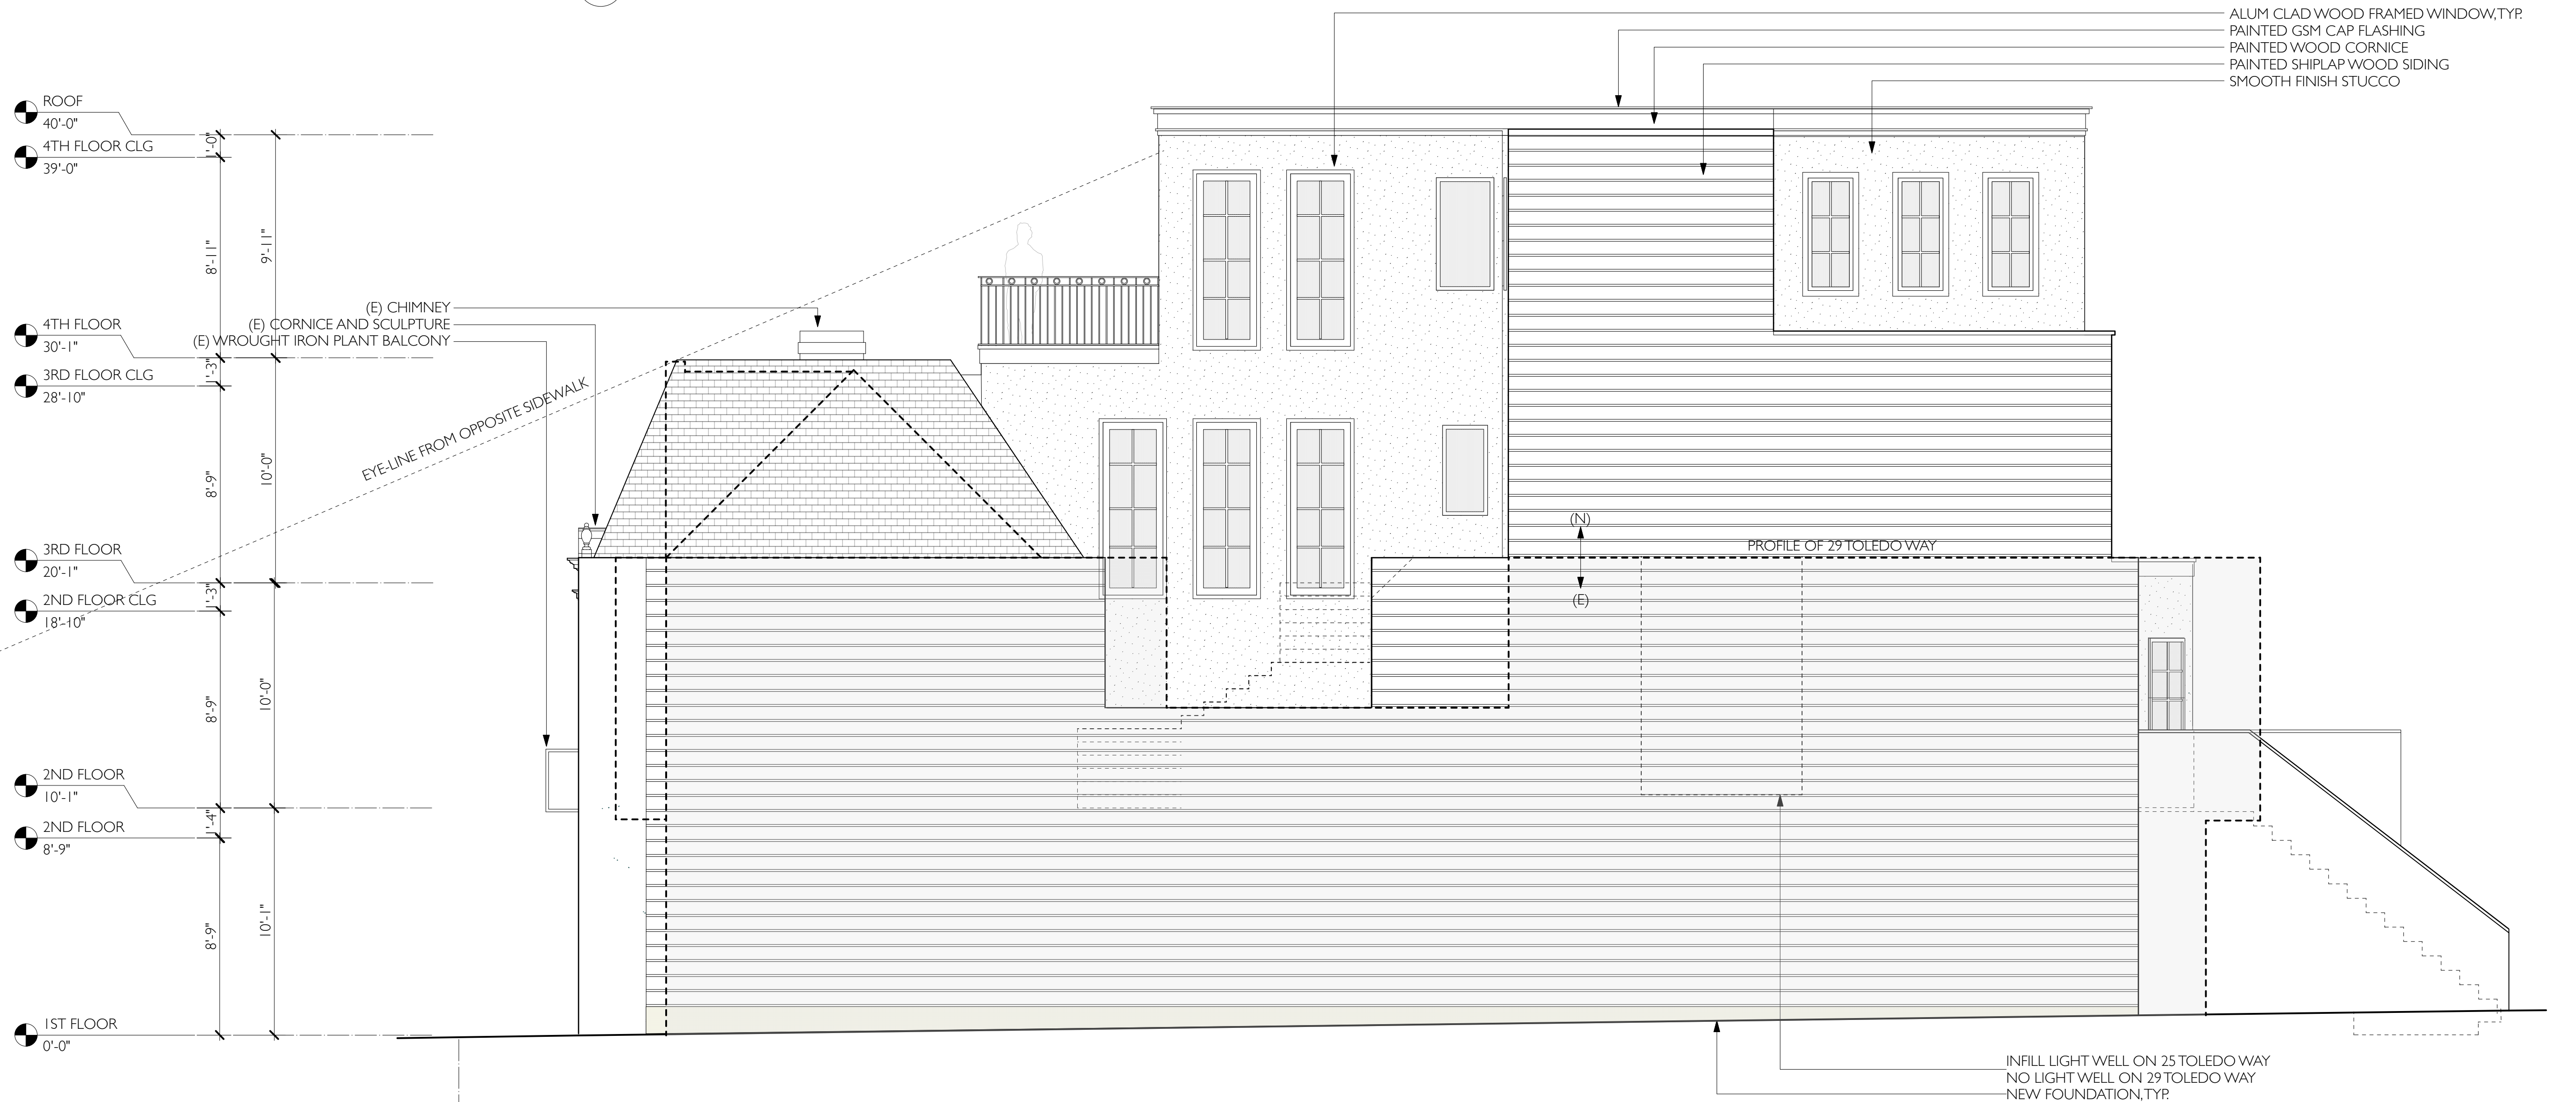 ALUM CLAD WOOD FRAMED WINDOW, TYP.
PAINTED GSM CAP FLASHING
PAINTED WOOD CORNICE
PAINTED SHIPLAP WOOD SIDING
SMOOTH FINISH STUCCO
ROOF
40'-0"
1'-0"
4TH FLOOR CLG
39'-0"
8'-11"
9'-11"
(E) CHIMNEY
(E) CORNICE AND SCULPTURE
(E) WROUGHT IRON PLANT BALCONY
4TH FLOOR
30'-1"
1'-3"
3RD FLOOR CLG
28'-10"
EYE-LINE FROM OPPOSITE SIDEWALK
8'-9"
10'-0"
(N)
PROFILE OF 29 TOLEDO WAY
(E)
3RD FLOOR
20'-1"
1'-3"
2ND FLOOR CLG
18'-10"
8'-9"
10'-0"
2ND FLOOR
10'-1"
1'-4"
2ND FLOOR
8'-9"
8'-9"
10'-1"
1ST FLOOR
0'-0"
INFILL LIGHT WELL ON 25 TOLEDO WAY
NO LIGHT WELL ON 29 TOLEDO WAY
NEW FOUNDATION, TYP.